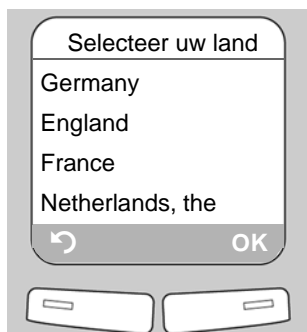 Selecteer uw land
Germany
England
France
Netherlands, the
OK